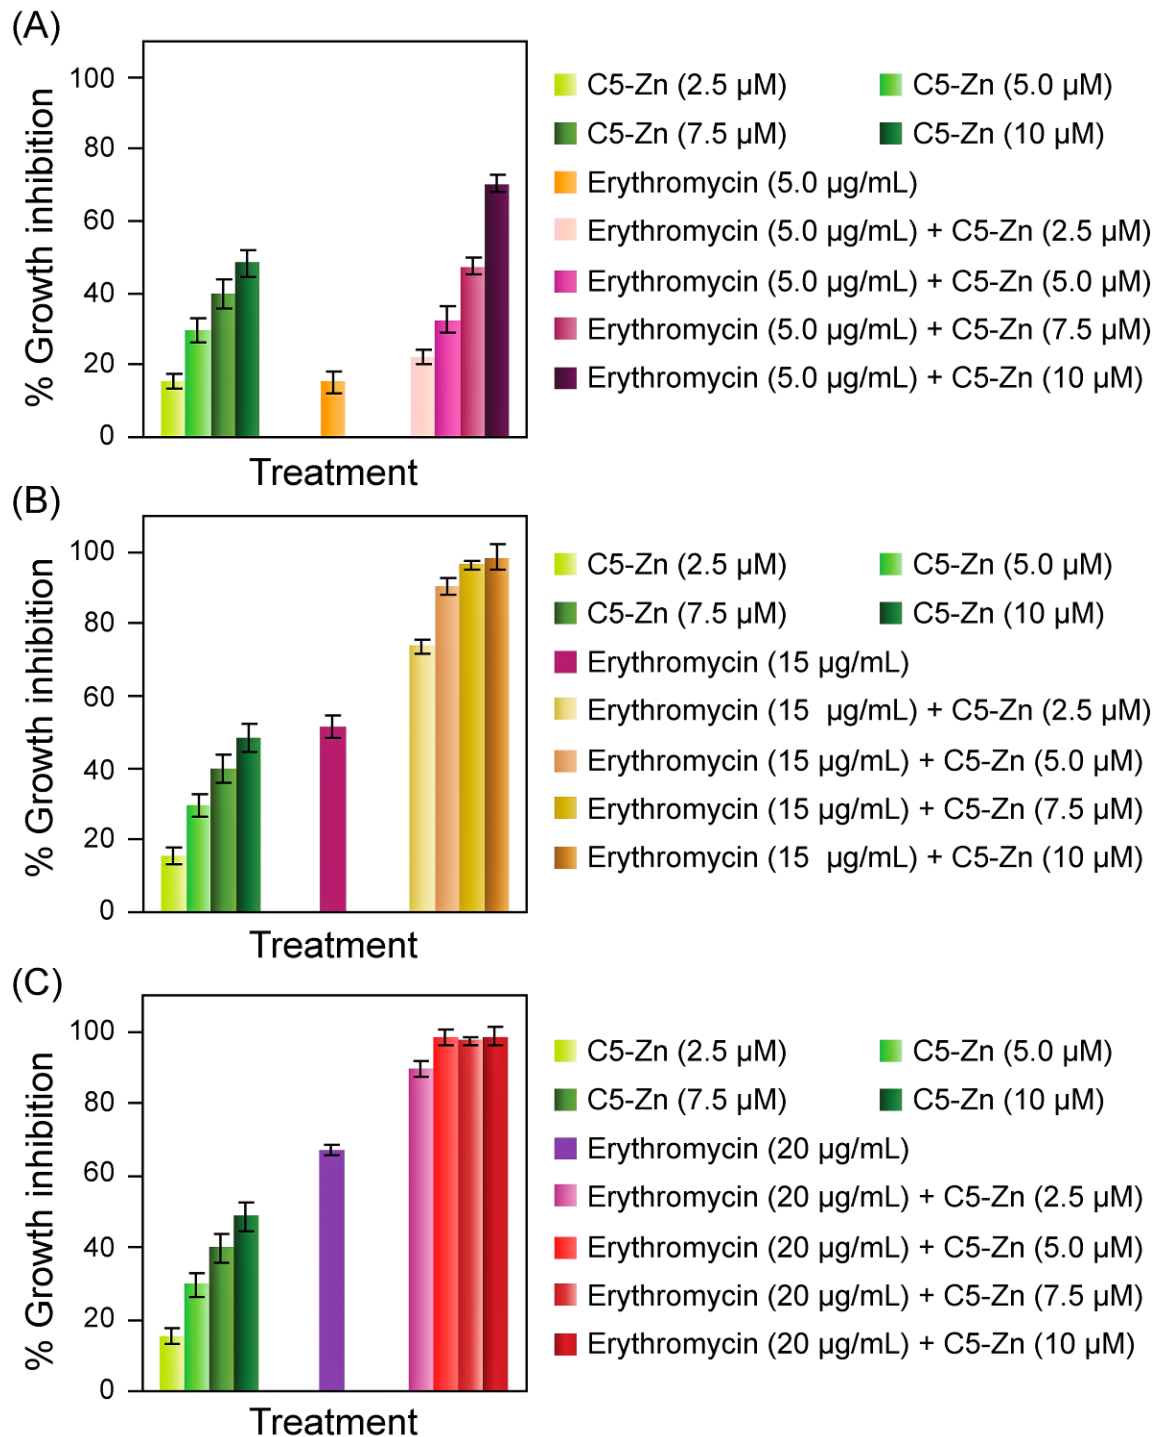 (A)
% Growth inhibition
100
80
60
40
20
0
Treatment
C5-Zn (2.5 µM) C5-Zn (5.0 µM)
C5-Zn (7.5 µM) C5-Zn (10 µM)
Erythromycin (5.0 µg/mL)
Erythromycin (5.0 µg/mL) + C5-Zn (2.5 µM)
Erythromycin (5.0 µg/mL) + C5-Zn (5.0 µM)
Erythromycin (5.0 µg/mL) + C5-Zn (7.5 µM)
Erythromycin (5.0 µg/mL) + C5-Zn (10 µM)
(B)
% Growth inhibition
100
80
60
40
20
0
Treatment
C5-Zn (2.5 µM) C5-Zn (5.0 µM)
C5-Zn (7.5 µM) C5-Zn (10 µM)
Erythromycin (15 µg/mL)
Erythromycin (15 µg/mL) + C5-Zn (2.5 µM)
Erythromycin (15 µg/mL) + C5-Zn (5.0 µM)
Erythromycin (15 µg/mL) + C5-Zn (7.5 µM)
Erythromycin (15 µg/mL) + C5-Zn (10 µM)
(C)
% Growth inhibition
100
80
60
40
20
0
Treatment
C5-Zn (2.5 µM) C5-Zn (5.0 µM)
C5-Zn (7.5 µM) C5-Zn (10 µM)
Erythromycin (20 µg/mL)
Erythromycin (20 µg/mL) + C5-Zn (2.5 µM)
Erythromycin (20 µg/mL) + C5-Zn (5.0 µM)
Erythromycin (20 µg/mL) + C5-Zn (7.5 µM)
Erythromycin (20 µg/mL) + C5-Zn (10 µM)